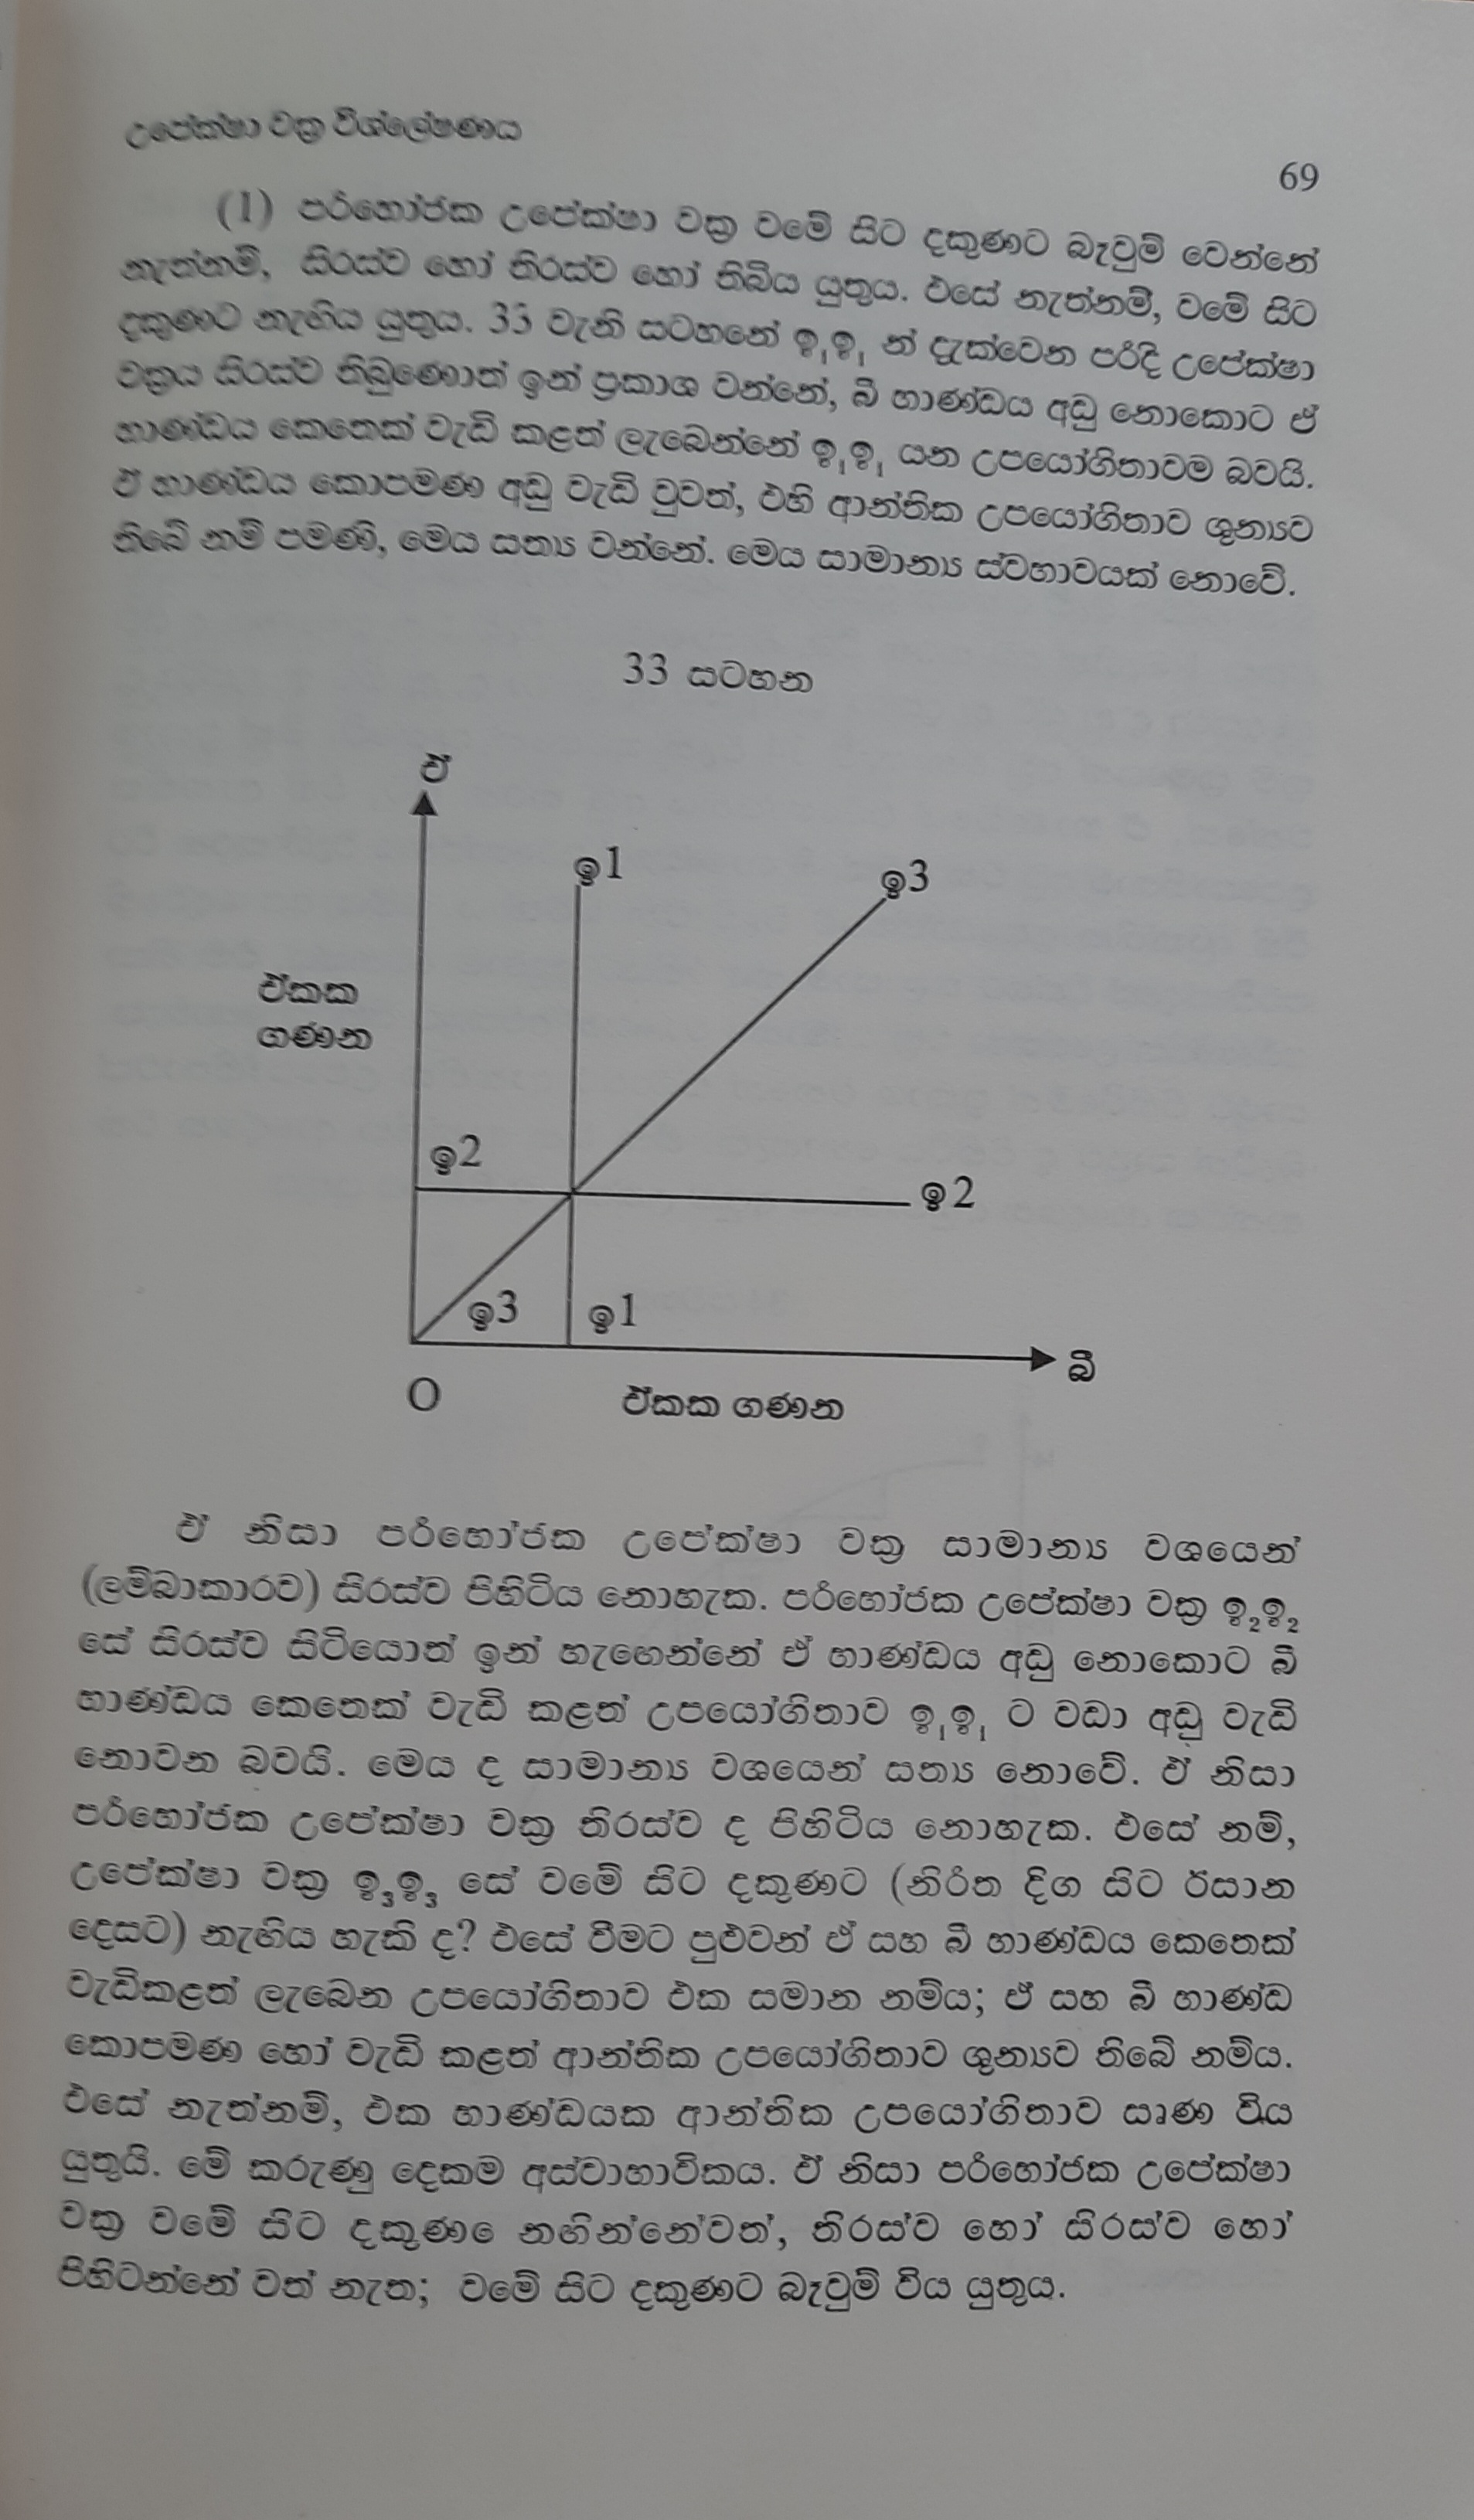 උපේක්ෂා වක්‍ර විශ්ලේෂණය
69
(1) පරිභෝජක උපේක්ෂා වක්‍ර වමේ සිට දකුණට බෑවුම් වෙන්නේ
නැත්නම්, සිරස්ව හෝ තිරස්ව හෝ තිබිය යුතුය. එසේ නැත්නම්, වමේ සිට
දකුණට නැඟිය යුතුය. 33 වැනි සටහනේ ඉ₁ඉ₁ න් දැක්වෙන පරිදි උපේක්ෂා
වක්‍රය සිරස්ව තිබුණොත් ඉන් ප්‍රකාශ වන්නේ, බී භාණ්ඩය අඩු නොකොට ඒ
භාණ්ඩය කෙතෙක් වැඩි කළත් ලැබෙන්නේ ඉ₁ඉ₁ යන උපයෝගිතාවම බවයි.
ඒ භාණ්ඩය කොපමණ අඩු වැඩි වුවත්, එහි ආන්තික උපයෝගිතාව ශුන්‍යව
තිබේ නම් පමණි, මෙය සත්‍ය වන්නේ. මෙය සාමාන්‍ය ස්වභාවයක් නොවේ.
33 සටහන
ඒ
ඉ1
ඉ3
ඒකක
ගණන
ඉ2
ඉ2
ඉ3
ඉ1
බී
O
ඒකක ගණන
ඒ නිසා පරිභෝජක උපේක්ෂා වක්‍ර සාමාන්‍ය වශයෙන්
(ලම්බාකාරව) සිරස්ව පිහිටිය නොහැක. පරිභෝජක උපේක්ෂා වක්‍ර ඉ₂ඉ₂
සේ සිරස්ව සිටියොත් ඉන් හැඟෙන්නේ ඒ භාණ්ඩය අඩු නොකොට බී
භාණ්ඩය කෙතෙක් වැඩි කළත් උපයෝගිතාව ඉ₁ඉ₁ ට වඩා අඩු වැඩි
නොවන බවයි. මෙය ද සාමාන්‍ය වශයෙන් සත්‍ය නොවේ. ඒ නිසා
පරිභෝජක උපේක්ෂා වක්‍ර තිරස්ව ද පිහිටිය නොහැක. එසේ නම්,
උපේක්ෂා වක්‍ර ඉ₃ඉ₃ සේ වමේ සිට දකුණට (නිරිත දිග සිට ඊසාන
දෙසට) නැඟිය හැකි ද? එසේ වීමට පුළුවන් ඒ සහ බී භාණ්ඩය කෙතෙක්
වැඩිකළත් ලැබෙන උපයෝගිතාව එක සමාන නම්ය; ඒ සහ බී භාණ්ඩ
කොපමණ හෝ වැඩි කළත් ආන්තික උපයෝගිතාව ශුන්‍යව තිබේ නම්ය.
එසේ නැත්නම්, එක භාණ්ඩයක ආන්තික උපයෝගිතාව සෘණ විය
යුතුයි. මේ කරුණු දෙකම අස්වාභාවිකය. ඒ නිසා පරිභෝජක උපේක්ෂා
වක්‍ර වමේ සිට දකුණ ෙ නඟින්නේවත්, තිරස්ව හෝ සිරස්ව හෝ
පිහිටන්නේ වත් නැත; වමේ සිට දකුණට බෑවුම් විය යුතුය.